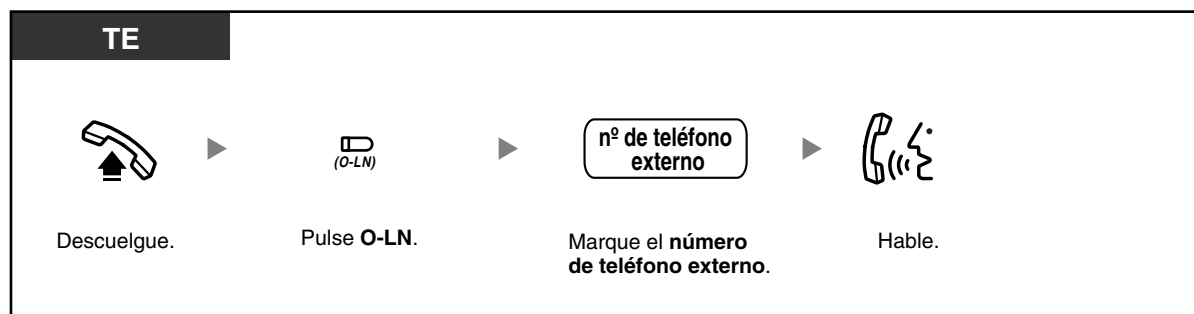 TE
(O-LN)
nº de teléfono
externo
Descuelgue.
Pulse O-LN.
Marque el número
de teléfono externo.
Hable.